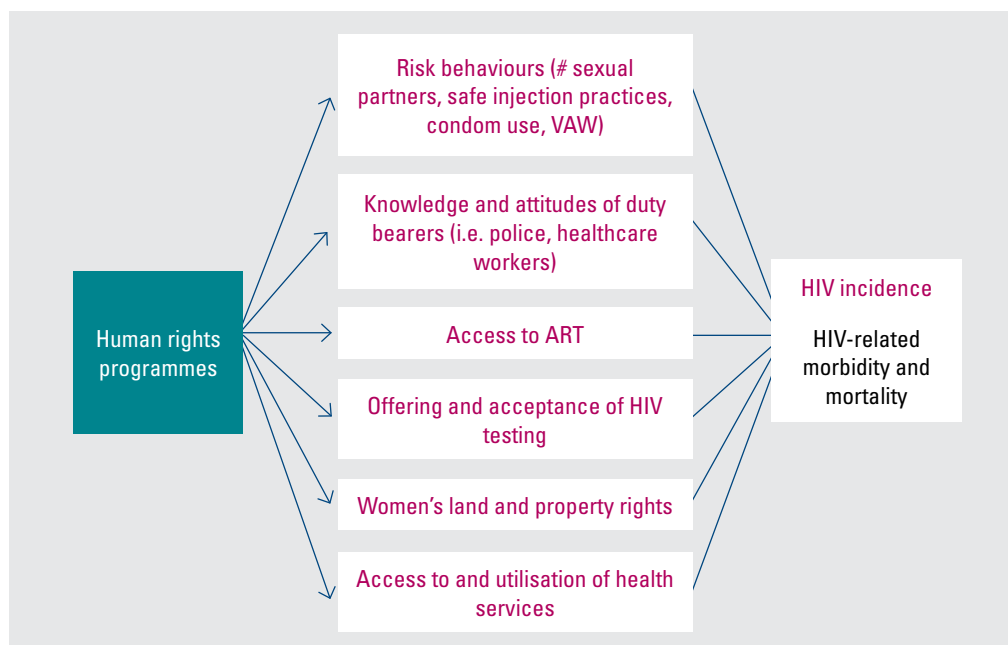 Risk behaviours (# sexual
partners, safe injection practices,
condom use, VAW)
Knowledge and attitudes of duty
bearers (i.e. police, healthcare
workers)
Human rights
programmes
Access to ART
Offering and acceptance of HIV
testing
Women’s land and property rights
Access to and utilisation of health
services
HIV incidence
HIV-related
morbidity and
mortality